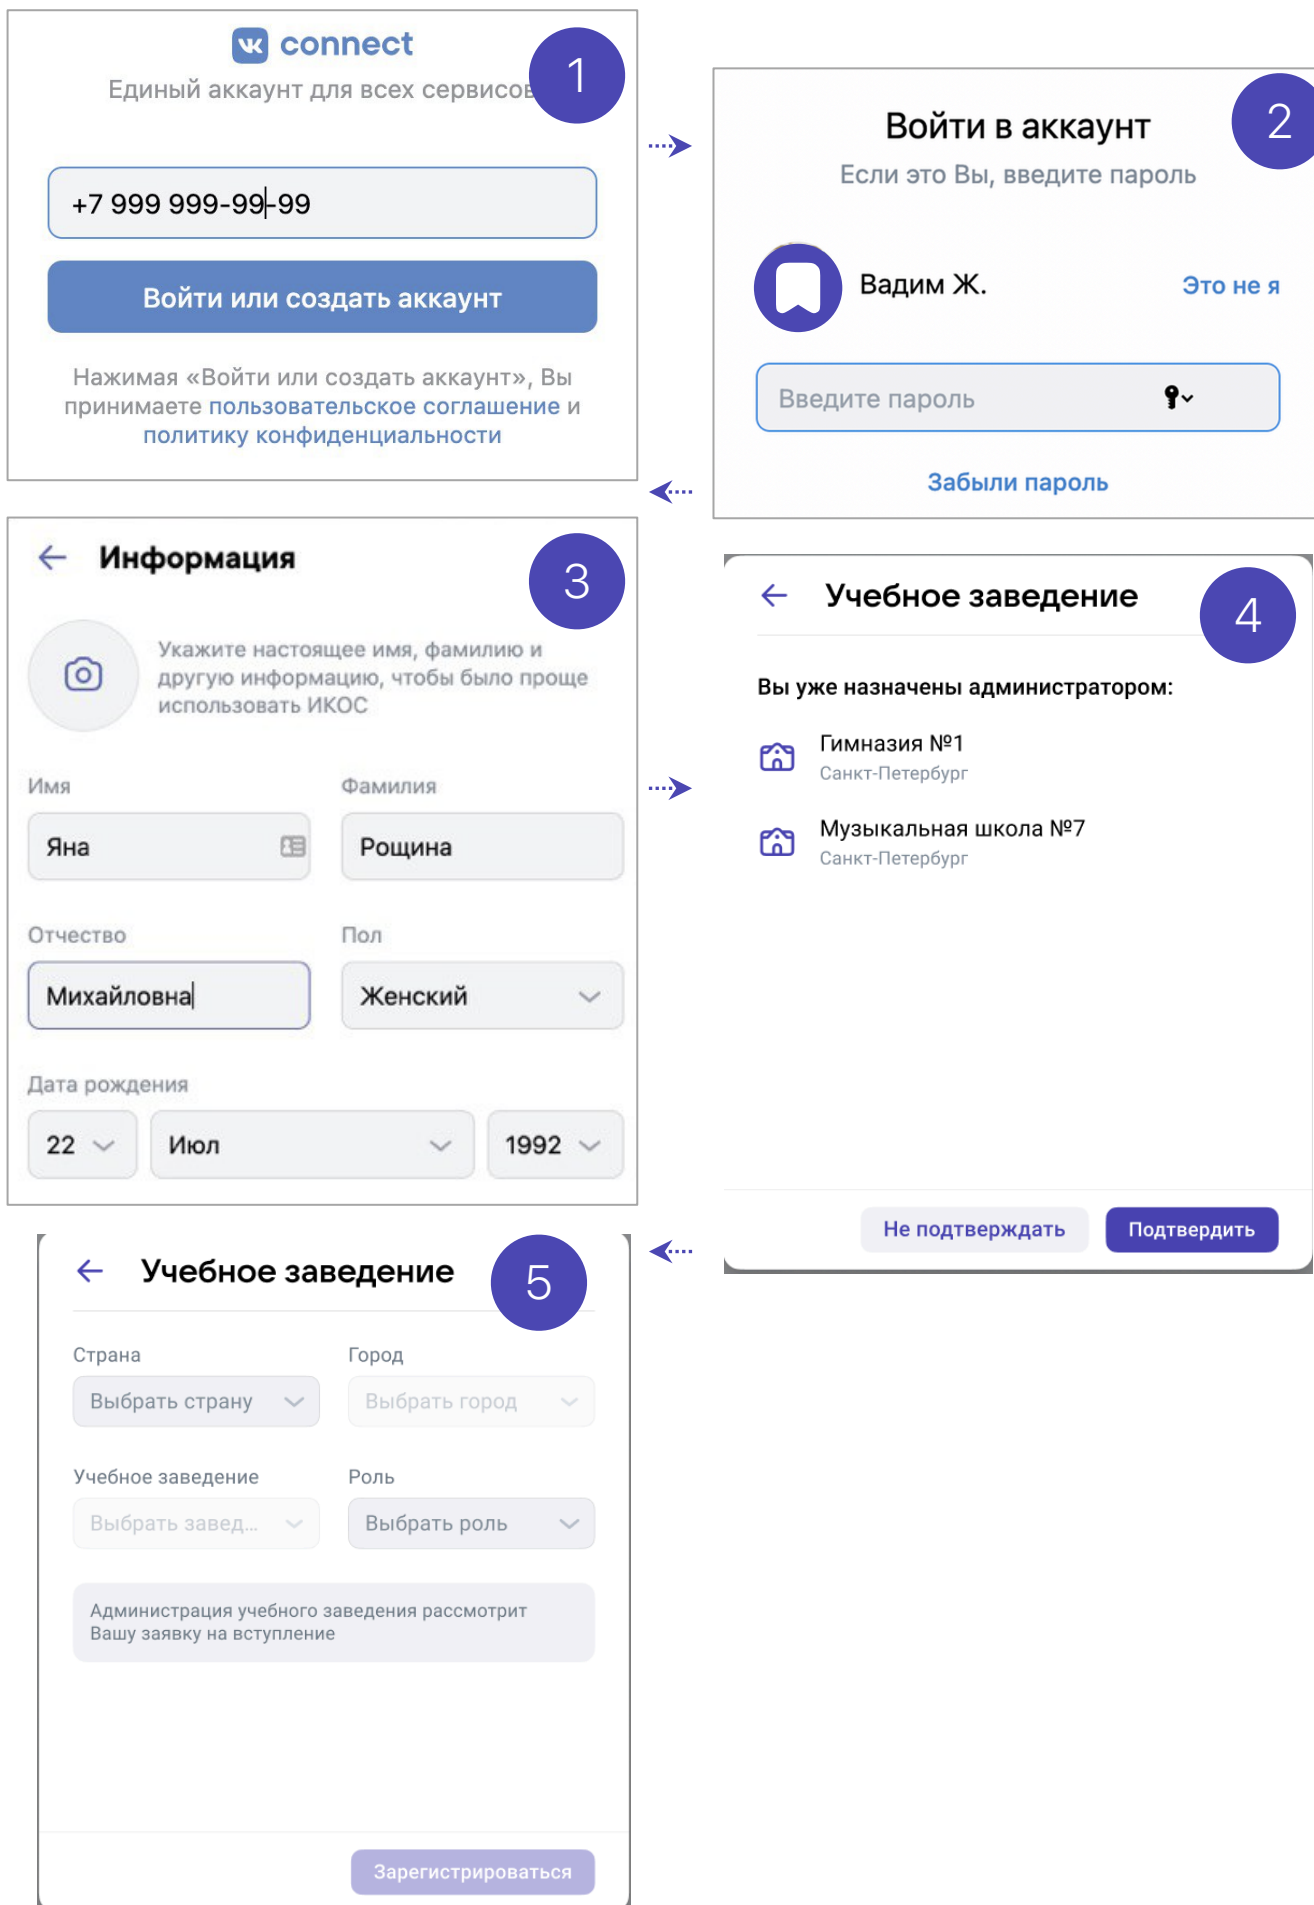 connect
Единый аккаунт для всех сервисов
1
+7 999 999-99-99
Войти или создать аккаунт
Нажимая «Войти или создать аккаунт», Вы
принимаете пользовательское соглашение и
политику конфиденциальности
2
Войти в аккаунт
Если это Вы, введите пароль
Вадим Ж.
Это не я
Введите пароль
Забыли пароль
3
Информация
Укажите настоящее имя, фамилию и
другую информацию, чтобы было проще
использовать ИКОС
Имя
Фамилия
Яна
Рощина
Отчество
Пол
Михайловна
Женский
Дата рождения
22
Июл
1992
4
Учебное заведение
Вы уже назначены администратором:
Гимназия №1
Санкт-Петербург
Музыкальная школа №7
Санкт-Петербург
Не подтверждать
Подтвердить
5
Учебное заведение
Страна
Город
Выбрать страну
Выбрать город
Учебное заведение
Роль
Выбрать завед...
Выбрать роль
Администрация учебного заведения рассмотрит
Вашу заявку на вступление
Зарегистрироваться